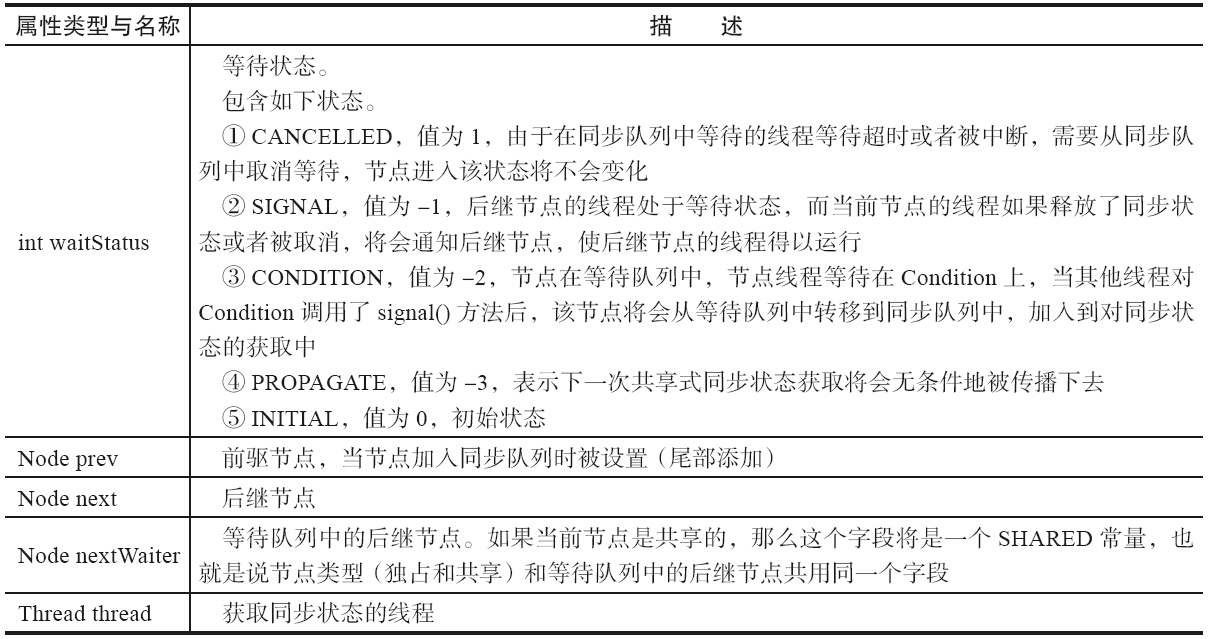 属性类型与名称 描 述
int waitStatus
等待状态。
包含如下状态。
① CANCELLED，值为 1，由于在同步队列中等待的线程等待超时或者被中断，需要从同步队
列中取消等待，节点进入该状态将不会变化
② SIGNAL，值为 –1，后继节点的线程处于等待状态，而当前节点的线程如果释放了同步状
态或者被取消，将会通知后继节点，使后继节点的线程得以运行
③ CONDITION，值为 –2，节点在等待队列中，节点线程等待在 Condition 上，当其他线程对
Condition 调用了 signal() 方法后，该节点将会从等待队列中转移到同步队列中，加入到对同步状
态的获取中
④ PROPAGATE，值为 –3，表示下一次共享式同步状态获取将会无条件地被传播下去
⑤ INITIAL，值为 0，初始状态
Node prev 前驱节点，当节点加入同步队列时被设置（尾部添加）
Node next 后继节点
Node nextWaiter
等待队列中的后继节点。如果当前节点是共享的，那么这个字段将是一个 SHARED 常量，也
就是说节点类型（独占和共享）和等待队列中的后继节点共用同一个字段
Thread thread 获取同步状态的线程